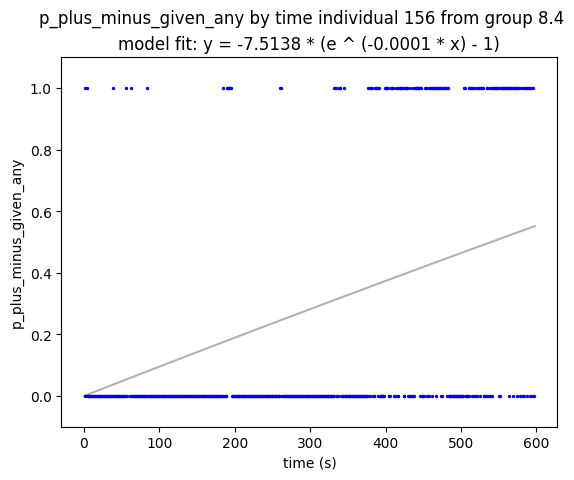 p_plus_minus_given_any by time individual 156 from group 8.4
model fit: y = -7.5138 * (e ^ (-0.0001 * x) - 1)
1.0
0.8
0.6
0.4
0.2
0.0
p_plus_minus_given_any
0 100 200 300 400 500 600
time (s)